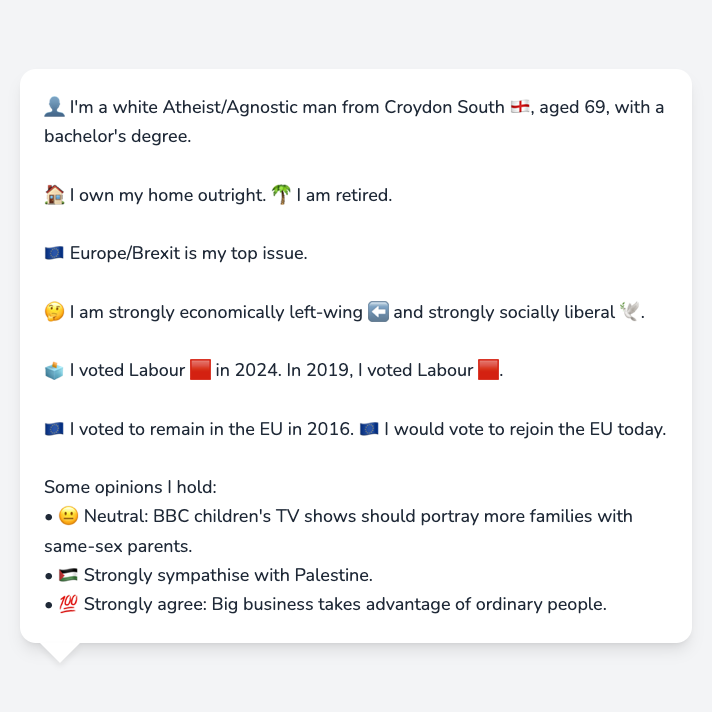 👤 I'm a white Atheist/Agnostic man from Croydon South 🏴󠁧󠁢󠁥󠁮󠁧󠁿, aged 69, with a
bachelor's degree.
🏠 I own my home outright. 🌴 I am retired.
🇪🇺 Europe/Brexit is my top issue.
🤔 I am strongly economically left-wing ⬅️ and strongly socially liberal 🕊️.
🗳️ I voted Labour 🟥 in 2024. In 2019, I voted Labour 🟥.
🇪🇺 I voted to remain in the EU in 2016. 🇪🇺 I would vote to rejoin the EU today.
Some opinions I hold:
• 😐 Neutral: BBC children's TV shows should portray more families with
same-sex parents.
• 🇵🇸 Strongly sympathise with Palestine.
• 💯 Strongly agree: Big business takes advantage of ordinary people.